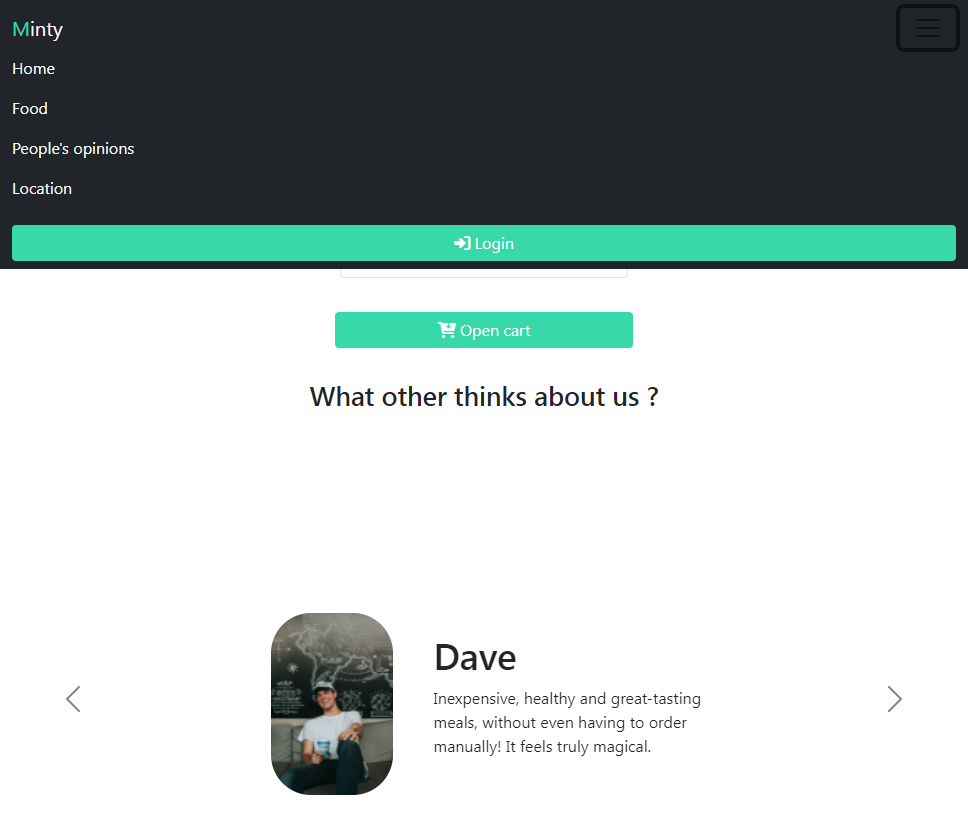 Minty
Home
Food
People's opinions
Location
Login
Open cart
What other thinks about us ?
Dave
Inexpensive, healthy and great-tasting
meals, without even having to order
manually! It feels truly magical.